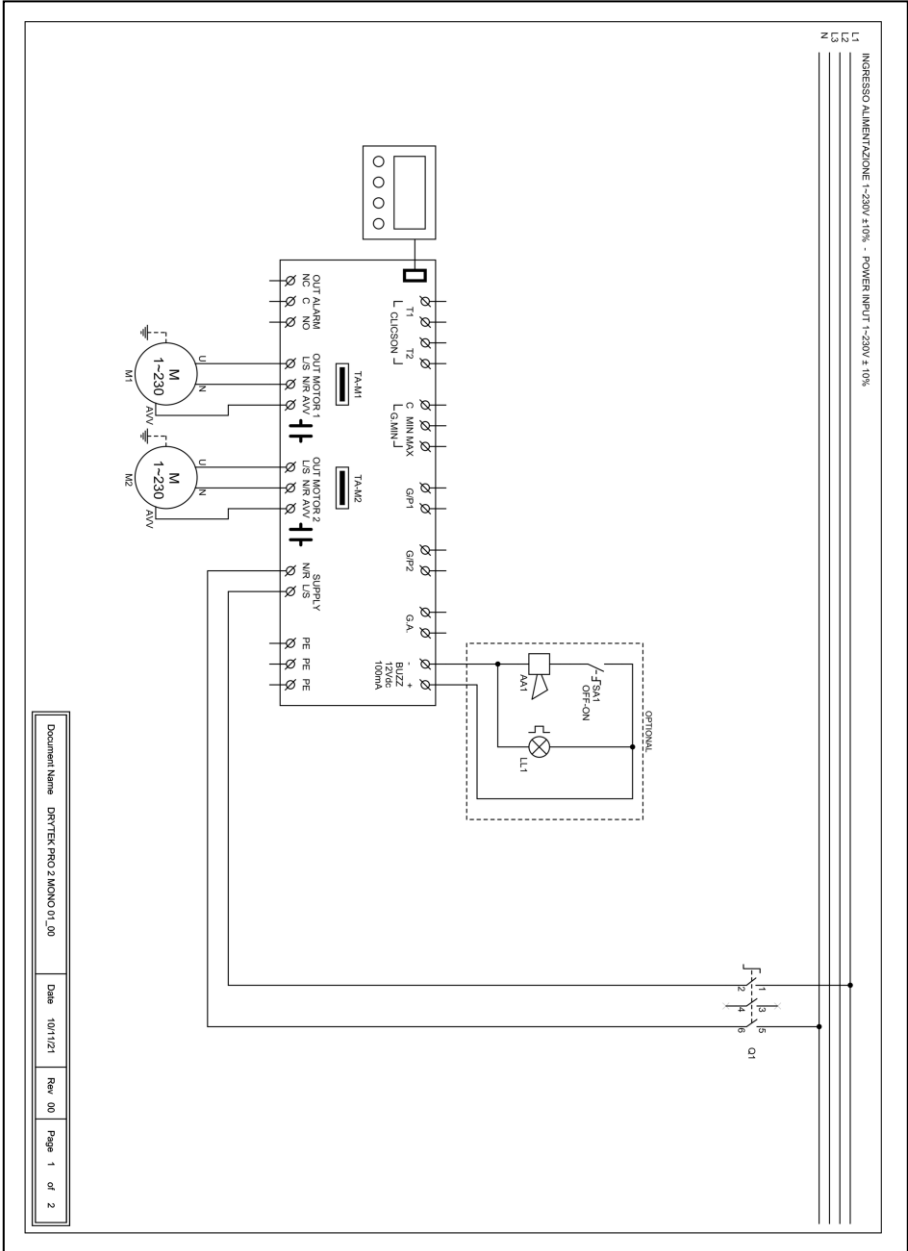 INGRESSO ALIMENTAZIONE 1~230V ±10% - POWER INPUT 1~230V ± 10%
L1
L2
L3
N
1 3 5
2 4 6
Q1
OPTIONAL
SA1
OFF-ON
AA1
LL1
T1 T2
CLICSON
C MIN MAX
G.MIN
G/P1
G/P2
G.A.
- +
BUZZ
12Vdc
100mA
TA-M1
TA-M2
OUT ALARM
NC C NO
OUT MOTOR 1
L/S N/R AVV
OUT MOTOR 2
L/S N/R AVV
SUPPLY
N/R L/S
PE PE PE
U N
M
1~230
M1
AVV
U N
M
1~230
M2
AVV
Document Name DRYTEK PRO 2 MONO 01_00 Date 10/11/21 Rev 00 Page 1 of 2